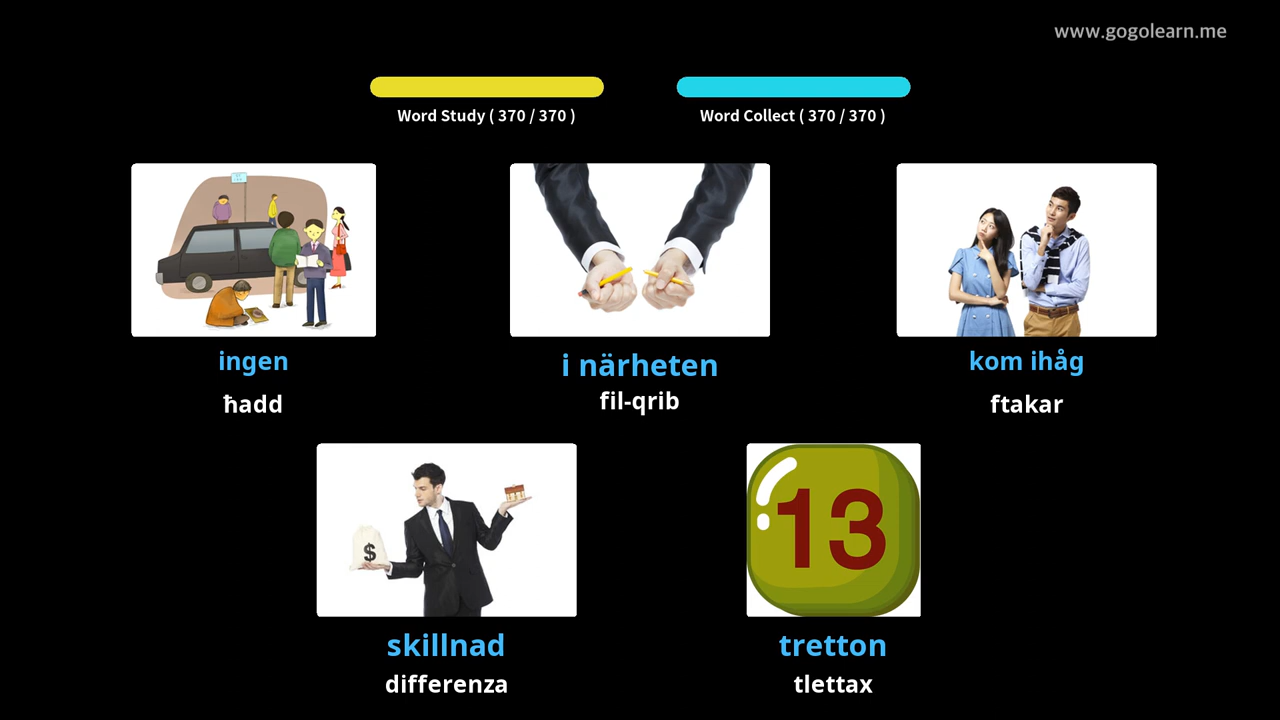 www.gogolearn.me
Word Study ( 370 / 370 )
Word Collect ( 370 / 370 )
ingen
ħadd
i närheten
fil-qrib
kom ihåg
ftakar
$
13
skillnad
differenza
tretton
tlettax